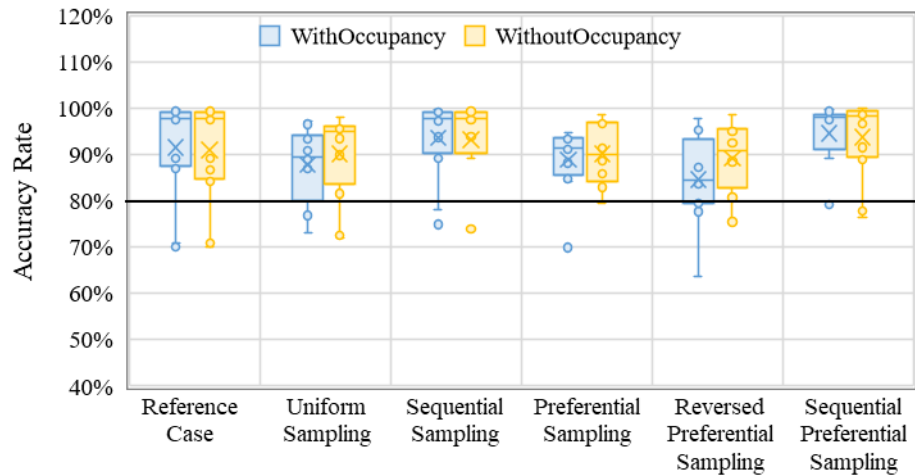 120%
110%
100%
90%
80%
70%
60%
50%
40%
Accuracy Rate
WithOccupancy WithoutOccupancy
Reference
Case
Uniform
Sampling
Sequential
Sampling
Preferential
Sampling
Reversed
Preferential
Sampling
Sequential
Preferential
Sampling